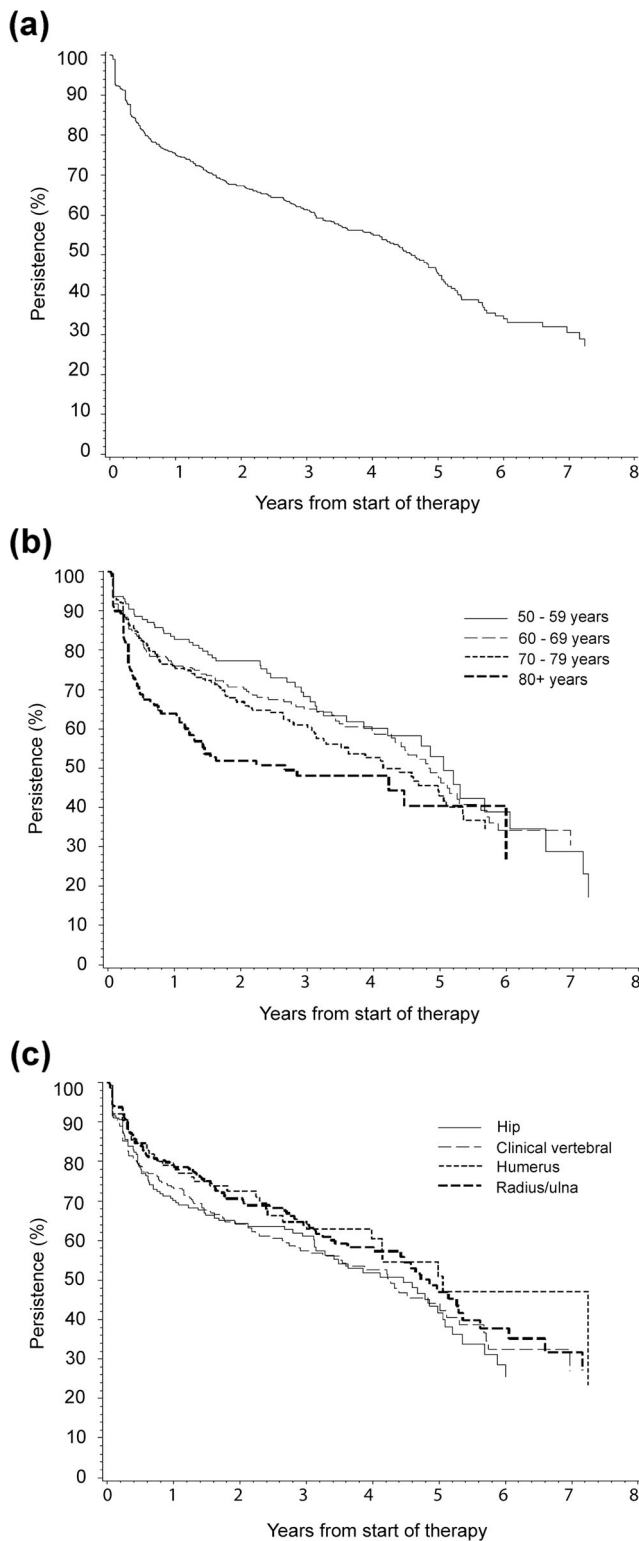 (a)
100
90
80
70
60
50
40
30
20
10
0
Persistence (%)
0 1 2 3 4 5 6 7 8
Years from start of therapy
(b)
100
90
80
70
60
50
40
30
20
10
0
Persistence (%)
50 - 59 years
60 - 69 years
70 - 79 years
80+ years
0 1 2 3 4 5 6 7 8
Years from start of therapy
(c)
100
90
80
70
60
50
40
30
20
10
0
Persistence (%)
Hip
Clinical vertebral
Humerus
Radius/ulna
0 1 2 3 4 5 6 7 8
Years from start of therapy